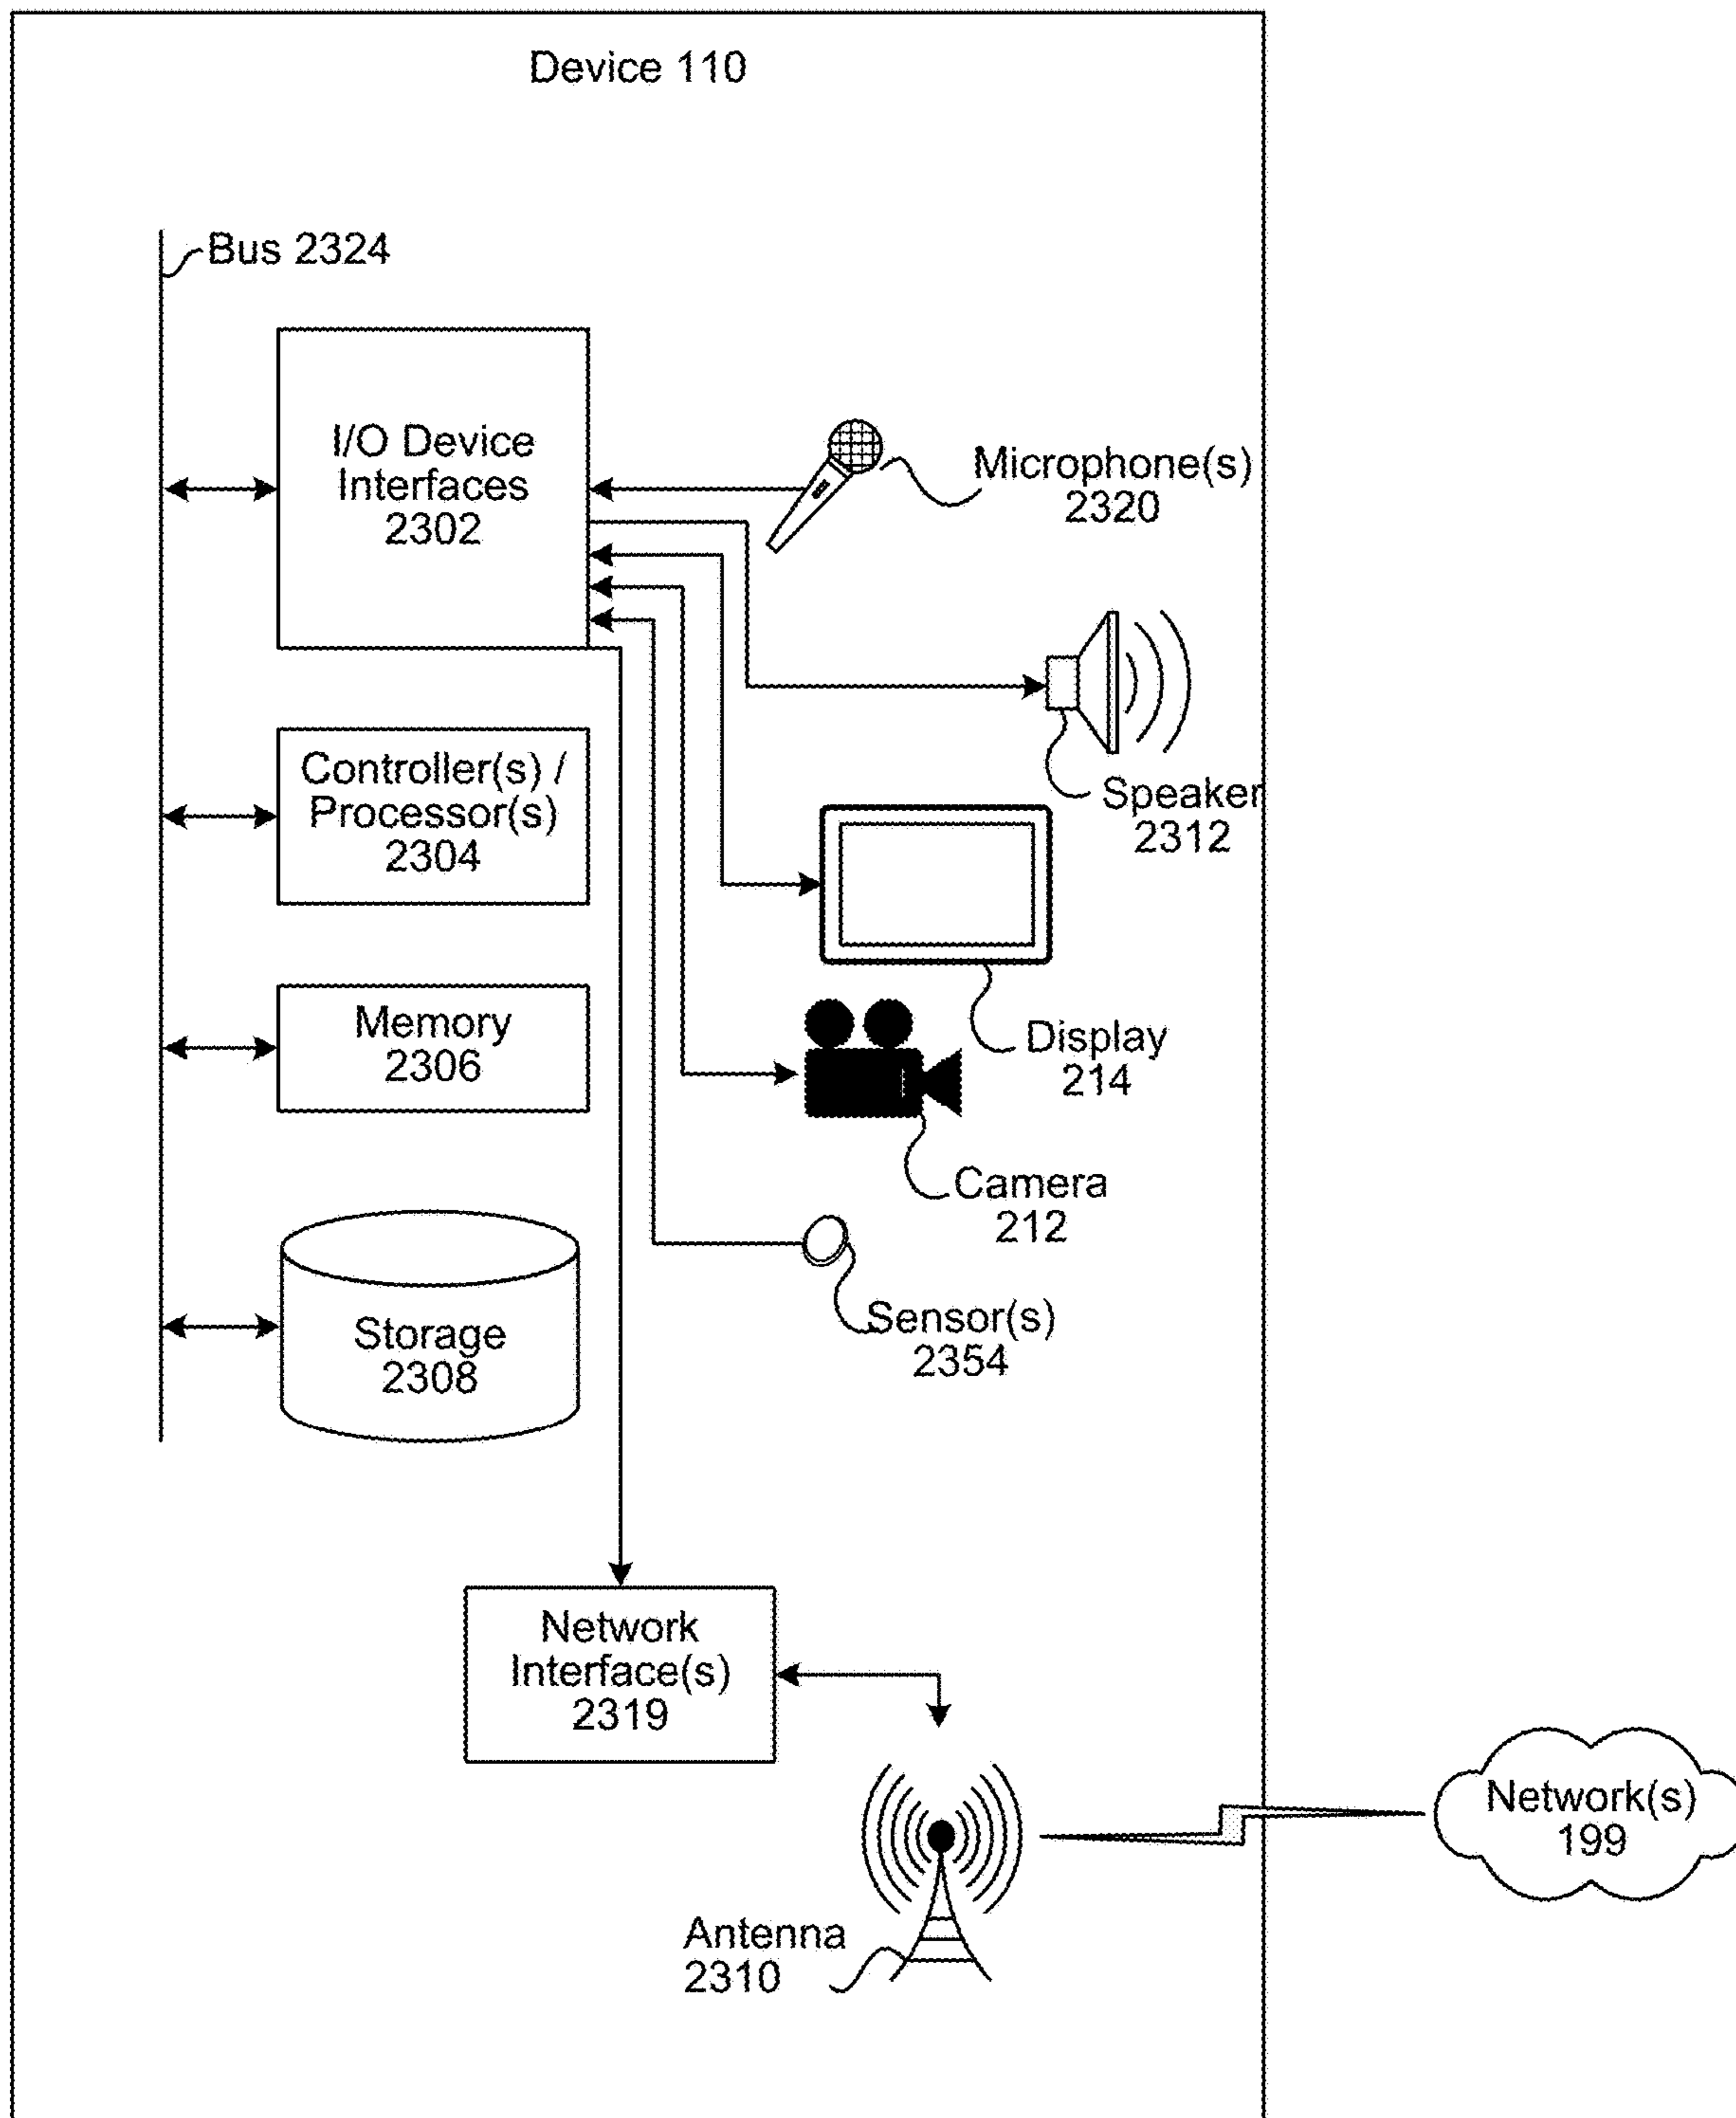 Device 110
Bus 2324
I/O Device
Interfaces
2302
Microphone(s)
2320
Speaker
2312
Controller(s) /
Processor(s)
2304
Display
214
Memory
2306
Camera
212
Sensor(s)
2354
Storage
2308
Network
Interface(s)
2319
Network(s)
199
Antenna
2310